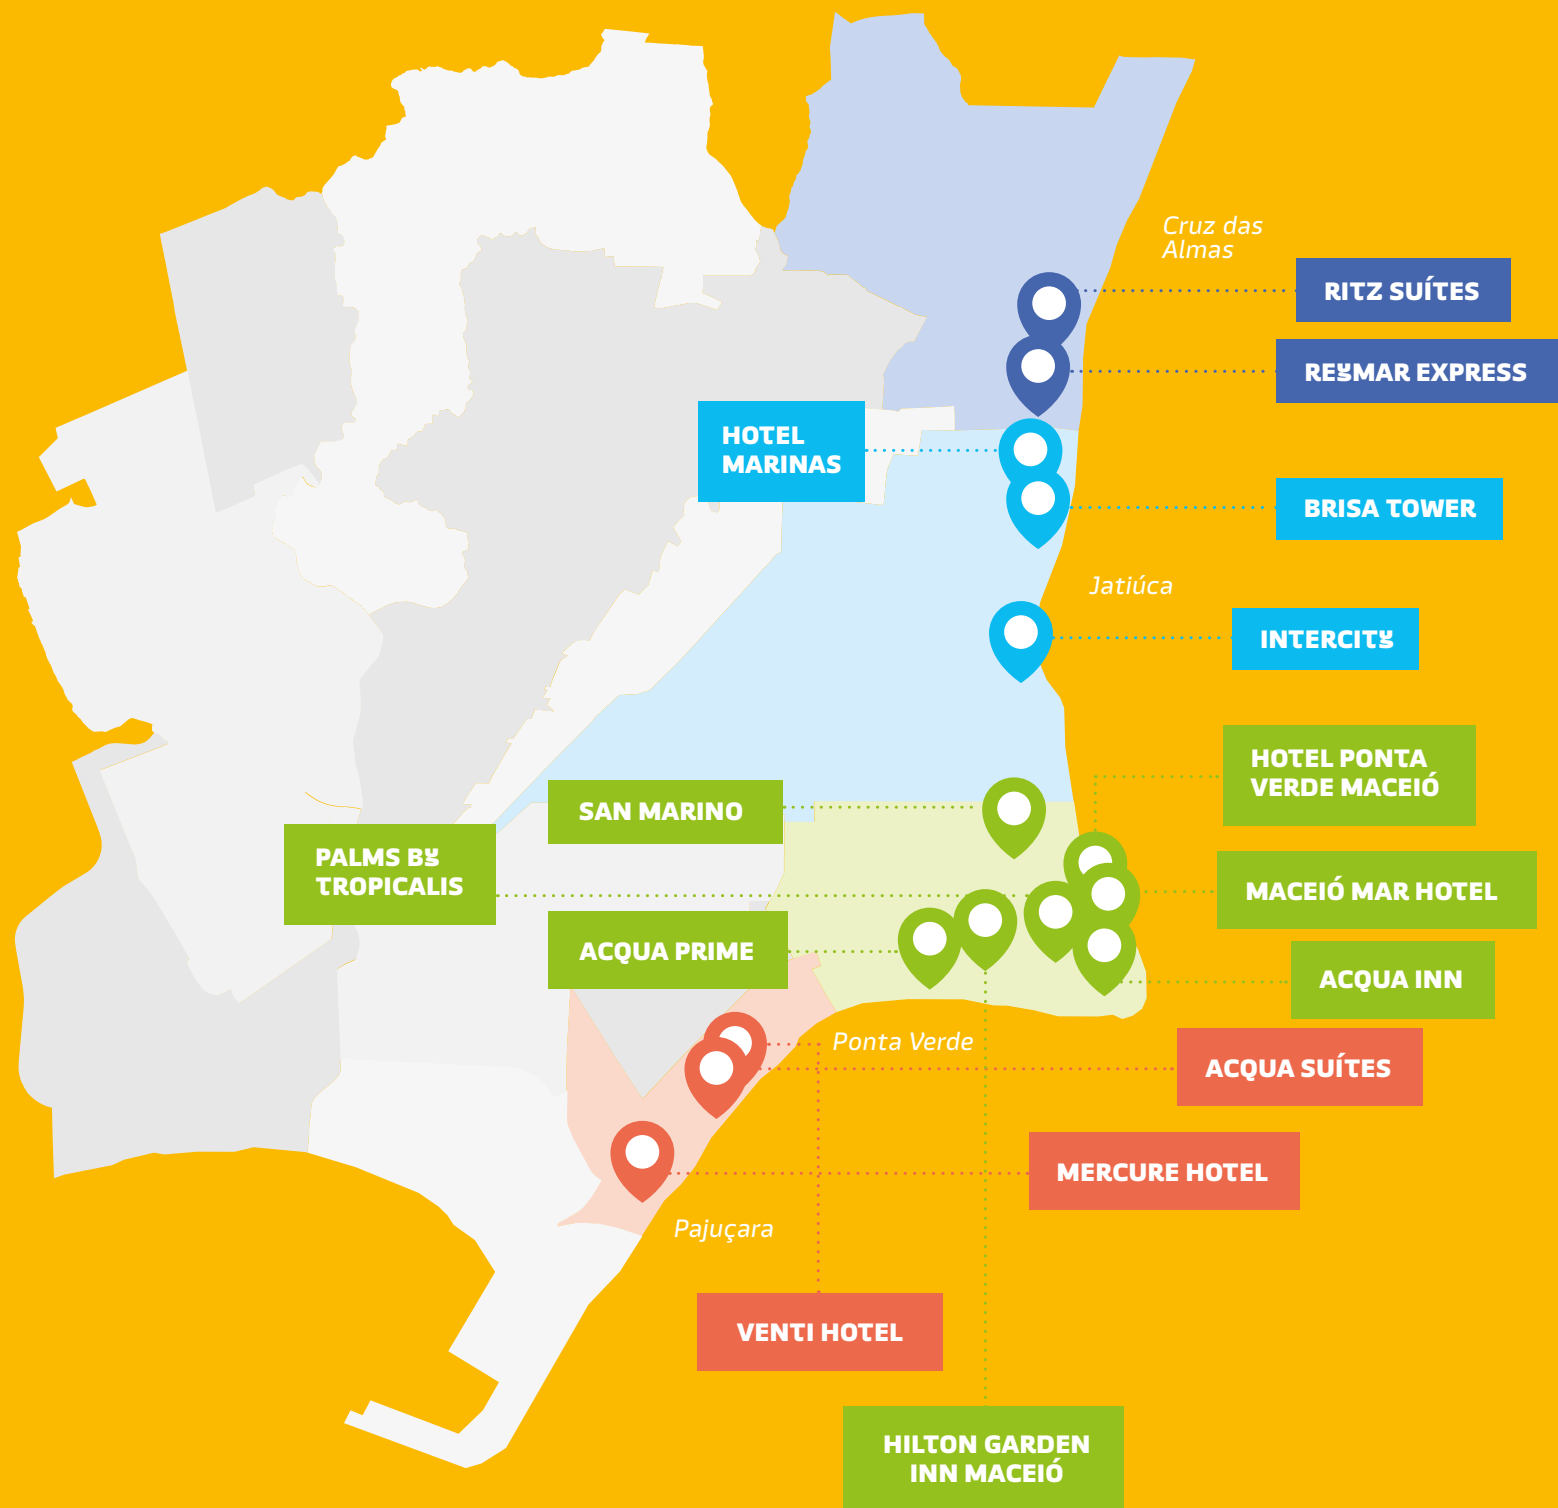 Cruz das
Almas
RITZ SUÍTES
REYMAR EXPRESS
HOTEL
MARINAS
BRISA TOWER
Jatiúca
INTERCITY
HOTEL PONTA
VERDE MACEIÓ
SAN MARINO
PALMS BY
TROPICALIS
MACEIÓ MAR HOTEL
ACQUA PRIME
ACQUA INN
Ponta Verde
ACQUA SUÍTES
MERCURE HOTEL
Pajuçara
VENTI HOTEL
HILTON GARDEN
INN MACEIÓ